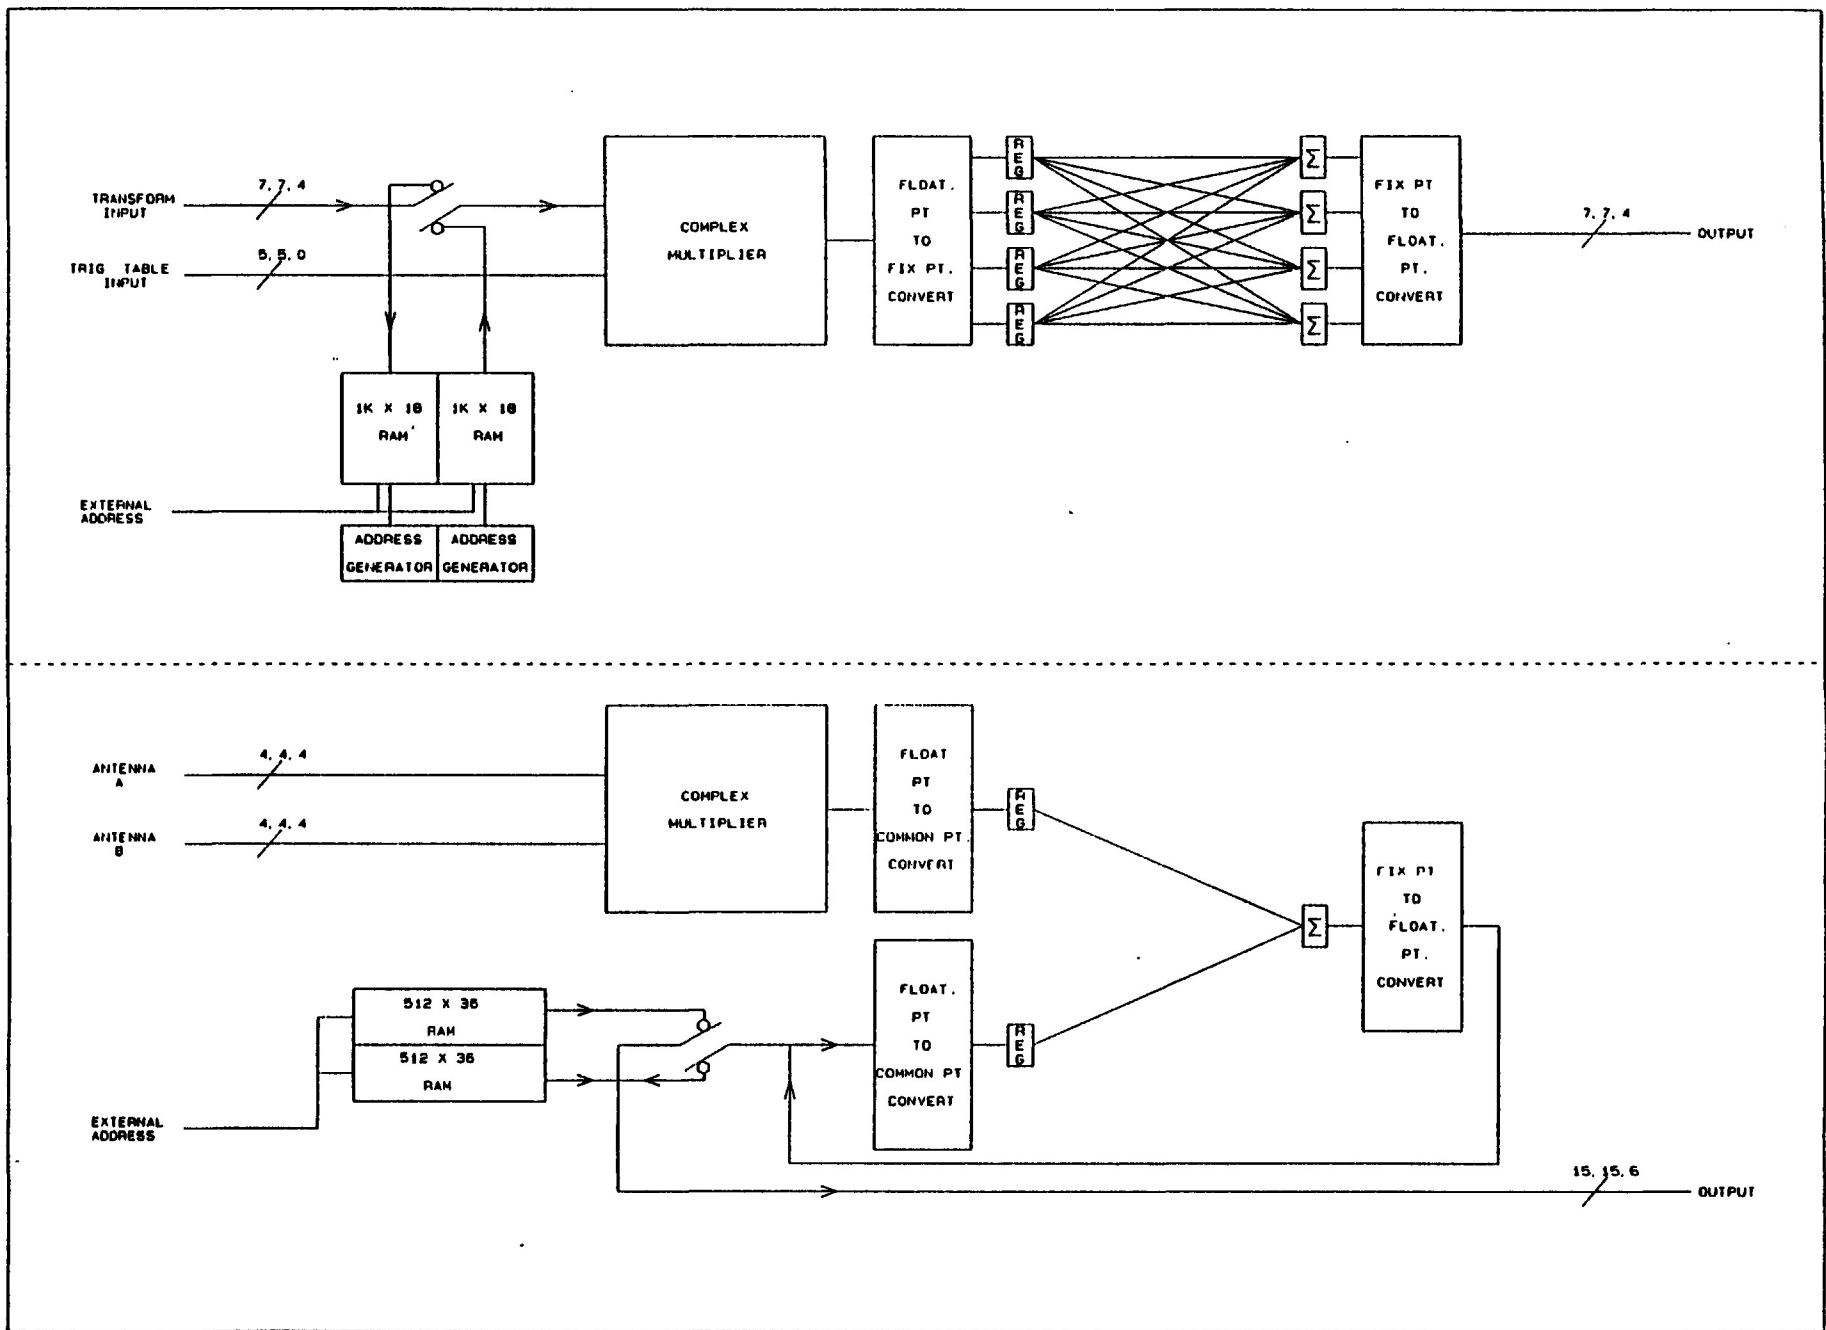 7, 7, 4
TRANSFORM
INPUT
5, 5, 0
TRIG TABLE
INPUT
COMPLEX
MULTIPLIER
FLOAT.
PT
TO
FIX PT.
CONVERT
REG
REG
REG
REG
Σ
Σ
Σ
Σ
FIX PT
TO
FLOAT.
PT.
CONVERT
7, 7, 4
OUTPUT
1K X 18
RAM
1K X 18
RAM
EXTERNAL
ADDRESS
ADDRESS
GENERATOR
ADDRESS
GENERATOR
4, 4, 4
ANTENNA
A
4, 4, 4
ANTENNA
B
COMPLEX
MULTIPLIER
FLOAT
PT
TO
COMMON PT.
CONVERT
REG
Σ
FIX PT
TO
FLOAT.
PT.
CONVERT
512 X 36
RAM
512 X 36
RAM
EXTERNAL
ADDRESS
FLOAT.
PT
TO
COMMON PT
CONVERT
REG
15, 15, 6
OUTPUT